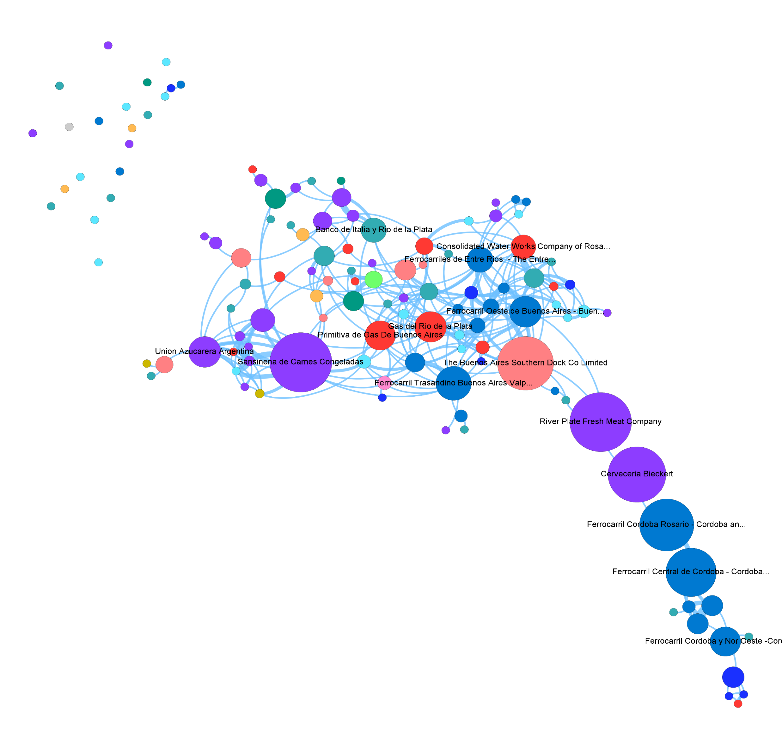 Banco de Italia y Rio de la Plata
Consolidated Water Works Company of Rosa...
Ferrocarriles de Entre Rios - The Entre...
Ferrocarril Oeste de Buenos Aires - Buen...
Gas del Rio de la Plata
Primitiva de Gas De Buenos Aires
Union Azucarera Argentina
Sansinena de Carnes Congeladas
The Buenos Aires Southern Dock Co Limited
Ferrocarril Trasandino Buenos Aires Valp...
River Plate Fresh Meat Company
Cerveceria Bieckert
Ferrocarril Cordoba Rosario - Cordoba an...
Ferrocarril Central de Cordoba - Cordoba...
Ferrocarril Cordoba y Nor Oeste -Cor